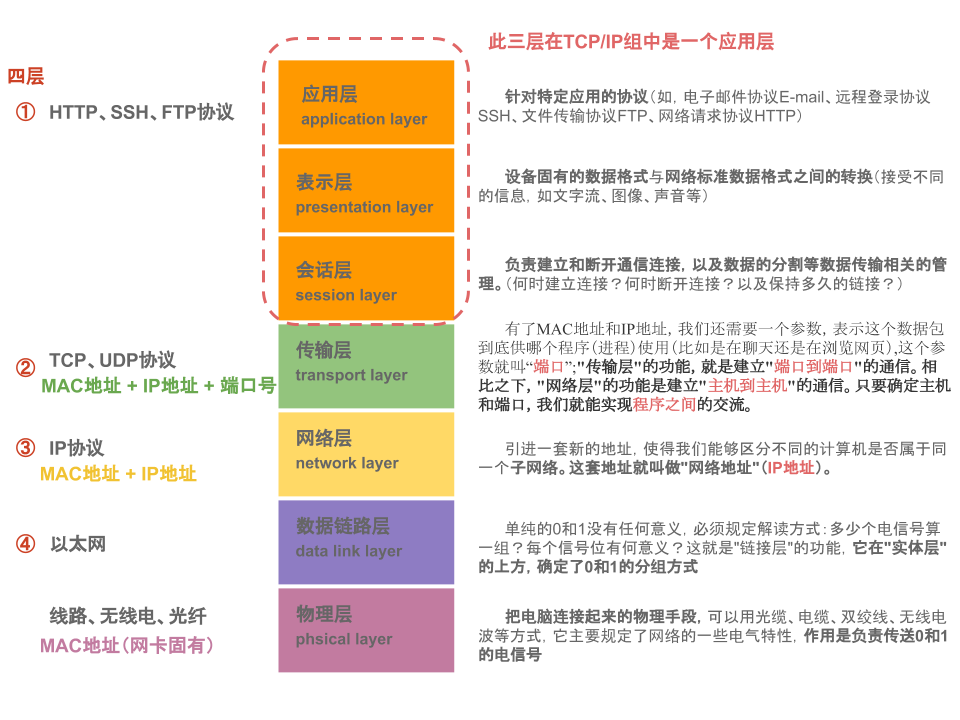 此三层在TCP/IP组中是一个应用层
四层
① HTTP、SSH、FTP协议
应用层
application layer
针对特定应用的协议（如，电子邮件协议E-mail、远程登录协议
SSH、文件传输协议FTP、网络请求协议HTTP）
表示层
presentation layer
设备固有的数据格式与网络标准数据格式之间的转换（接受不同
的信息，如文字流、图像、声音等）
会话层
session layer
负责建立和断开通信连接，以及数据的分割等数据传输相关的管
理。（何时建立连接？何时断开连接？以及保持多久的链接？）
② TCP、UDP协议
MAC地址 + IP地址 + 端口号
传输层
transport layer
有了MAC地址和IP地址，我们还需要一个参数，表示这个数据包
到底供哪个程序(进程)使用(比如是在聊天还是在浏览网页),这个参
数就叫“端口”;"传输层"的功能，就是建立"端口到端口"的通信。相
比之下，"网络层"的功能是建立"主机到主机"的通信。只要确定主机
和端口，我们就能实现程序之间的交流。
③ IP协议
MAC地址 + IP地址
网络层
network layer
引进一套新的地址，使得我们能够区分不同的计算机是否属于同
一个子网络。这套地址就叫做"网络地址"（IP地址）。
④ 以太网
数据链路层
data link layer
单纯的0和1没有任何意义，必须规定解读方式：多少个电信号算
一组？每个信号位有何意义？这就是"链接层"的功能，它在"实体层"
的上方，确定了0和1的分组方式
线路、无线电、光纤
MAC地址（网卡固有）
物理层
phsical layer
把电脑连接起来的物理手段，可以用光缆、电缆、双绞线、无线电
波等方式，它主要规定了网络的一些电气特性，作用是负责传送0和1
的电信号